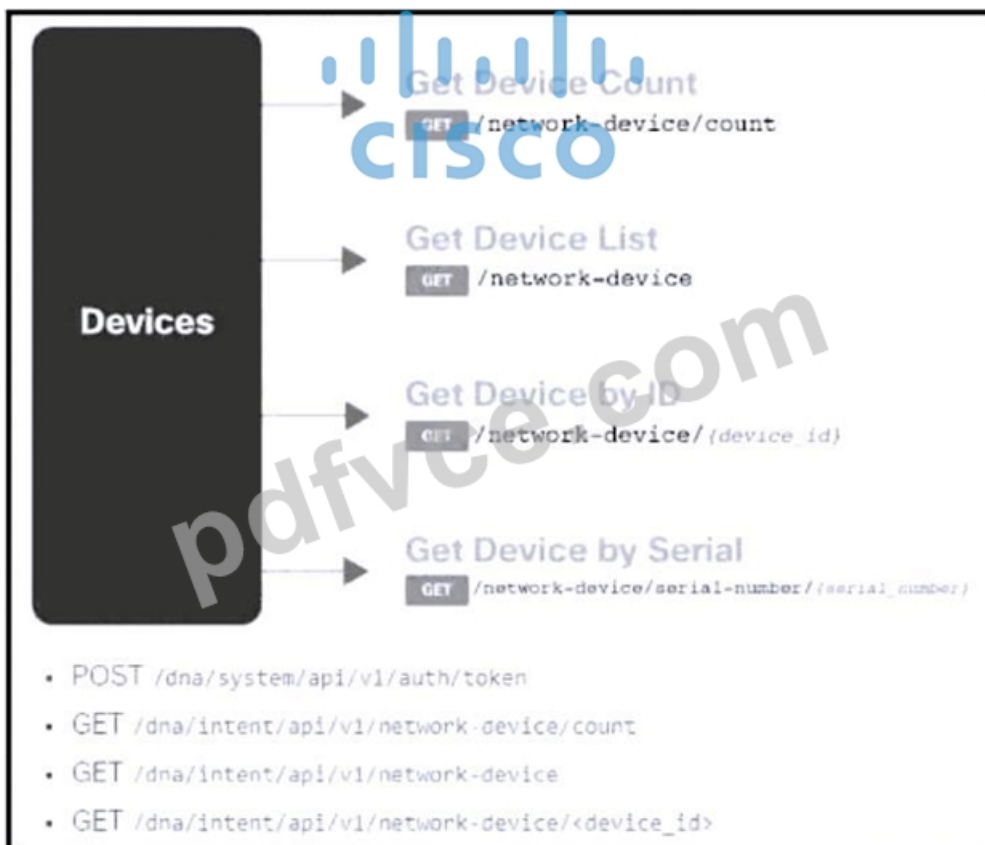 CISCO
Get Device Count
GET /network-device/count
Get Device List
GET /network-device
Devices
Get Device by ID
GET /network-device/{device_id}
Get Device by Serial
GET /network-device/serial-number/{serial_number}
pdfvce.com
• POST /dna/system/api/v1/auth/token
• GET /dna/intent/api/v1/network-device/count
• GET /dna/intent/api/v1/network-device
• GET /dna/intent/api/v1/network-device/<device_id>